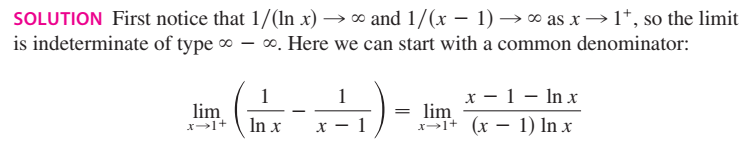 SOLUTION First notice that 1/(ln x) → ∞ and 1/(x − 1) → ∞ as x → 1⁺, so the limit
is indeterminate of type ∞ − ∞. Here we can start with a common denominator:
lim_{x→1+} (1/(ln x) − 1/(x − 1)) = lim_{x→1+} (x − 1 − ln x)/((x − 1) ln x)